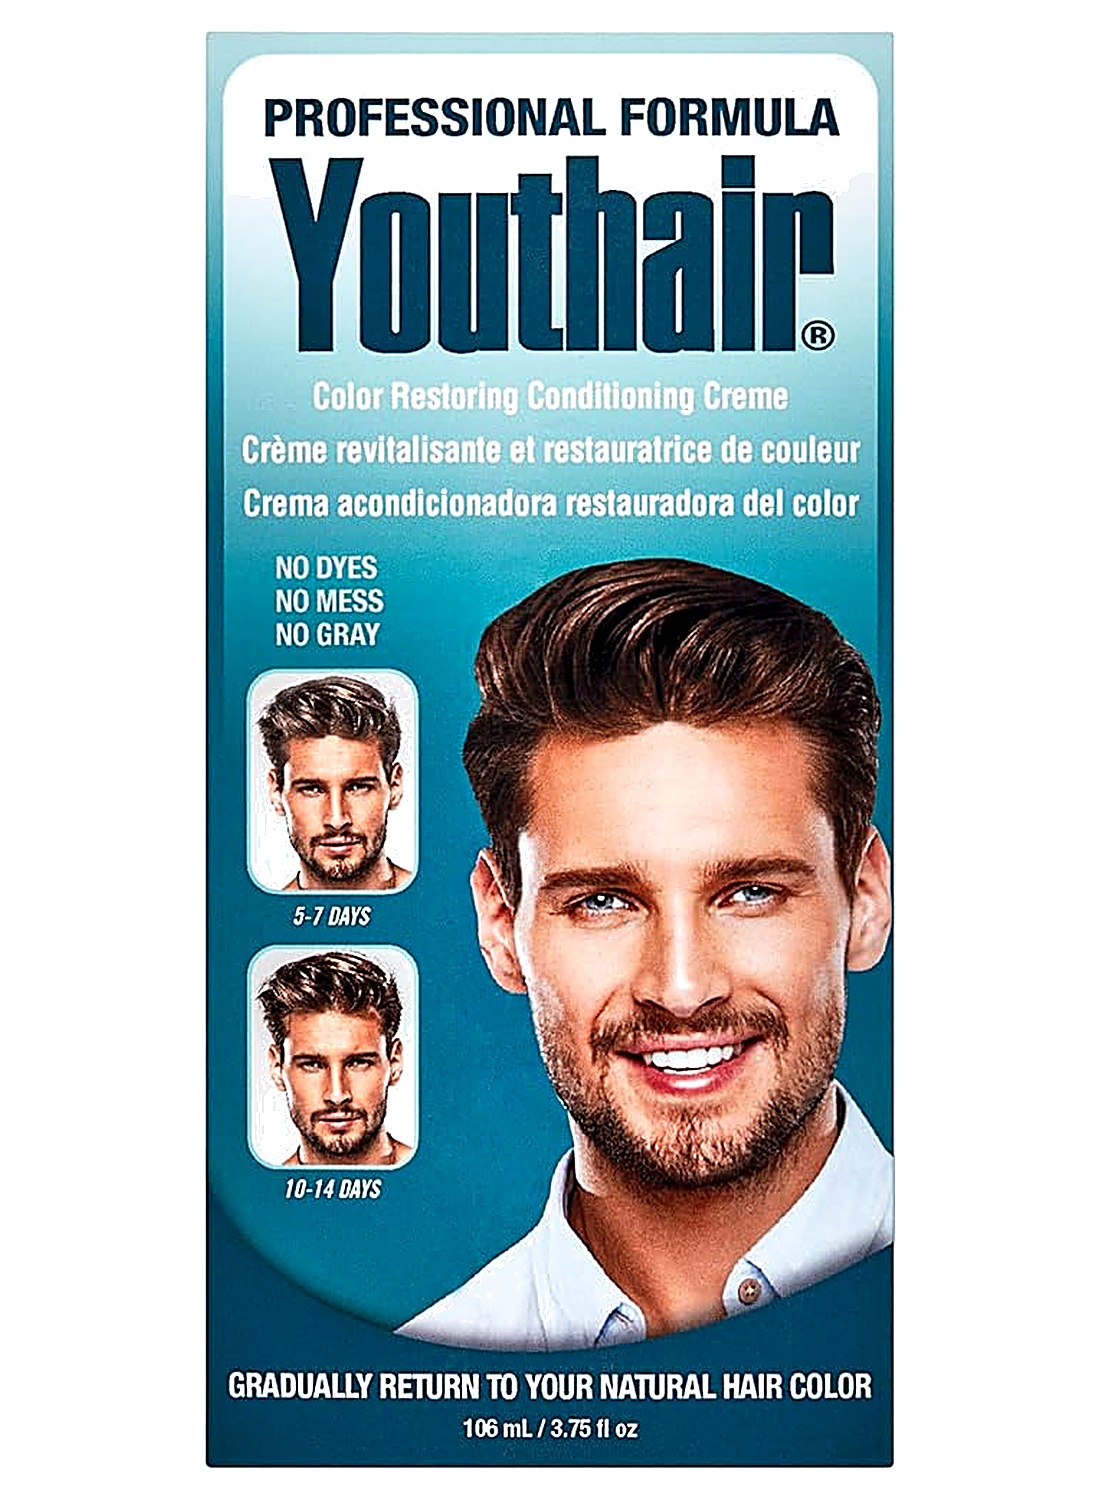 PROFESSIONAL FORMULA
Youthair®
Color Restoring Conditioning Creme
Crème revitalisante et restauratrice de couleur
Crema acondicionadora restauradora del color
NO DYES
NO MESS
NO GRAY
5-7 DAYS
10-14 DAYS
GRADUALLY RETURN TO YOUR NATURAL HAIR COLOR
106 mL / 3.75 fl oz